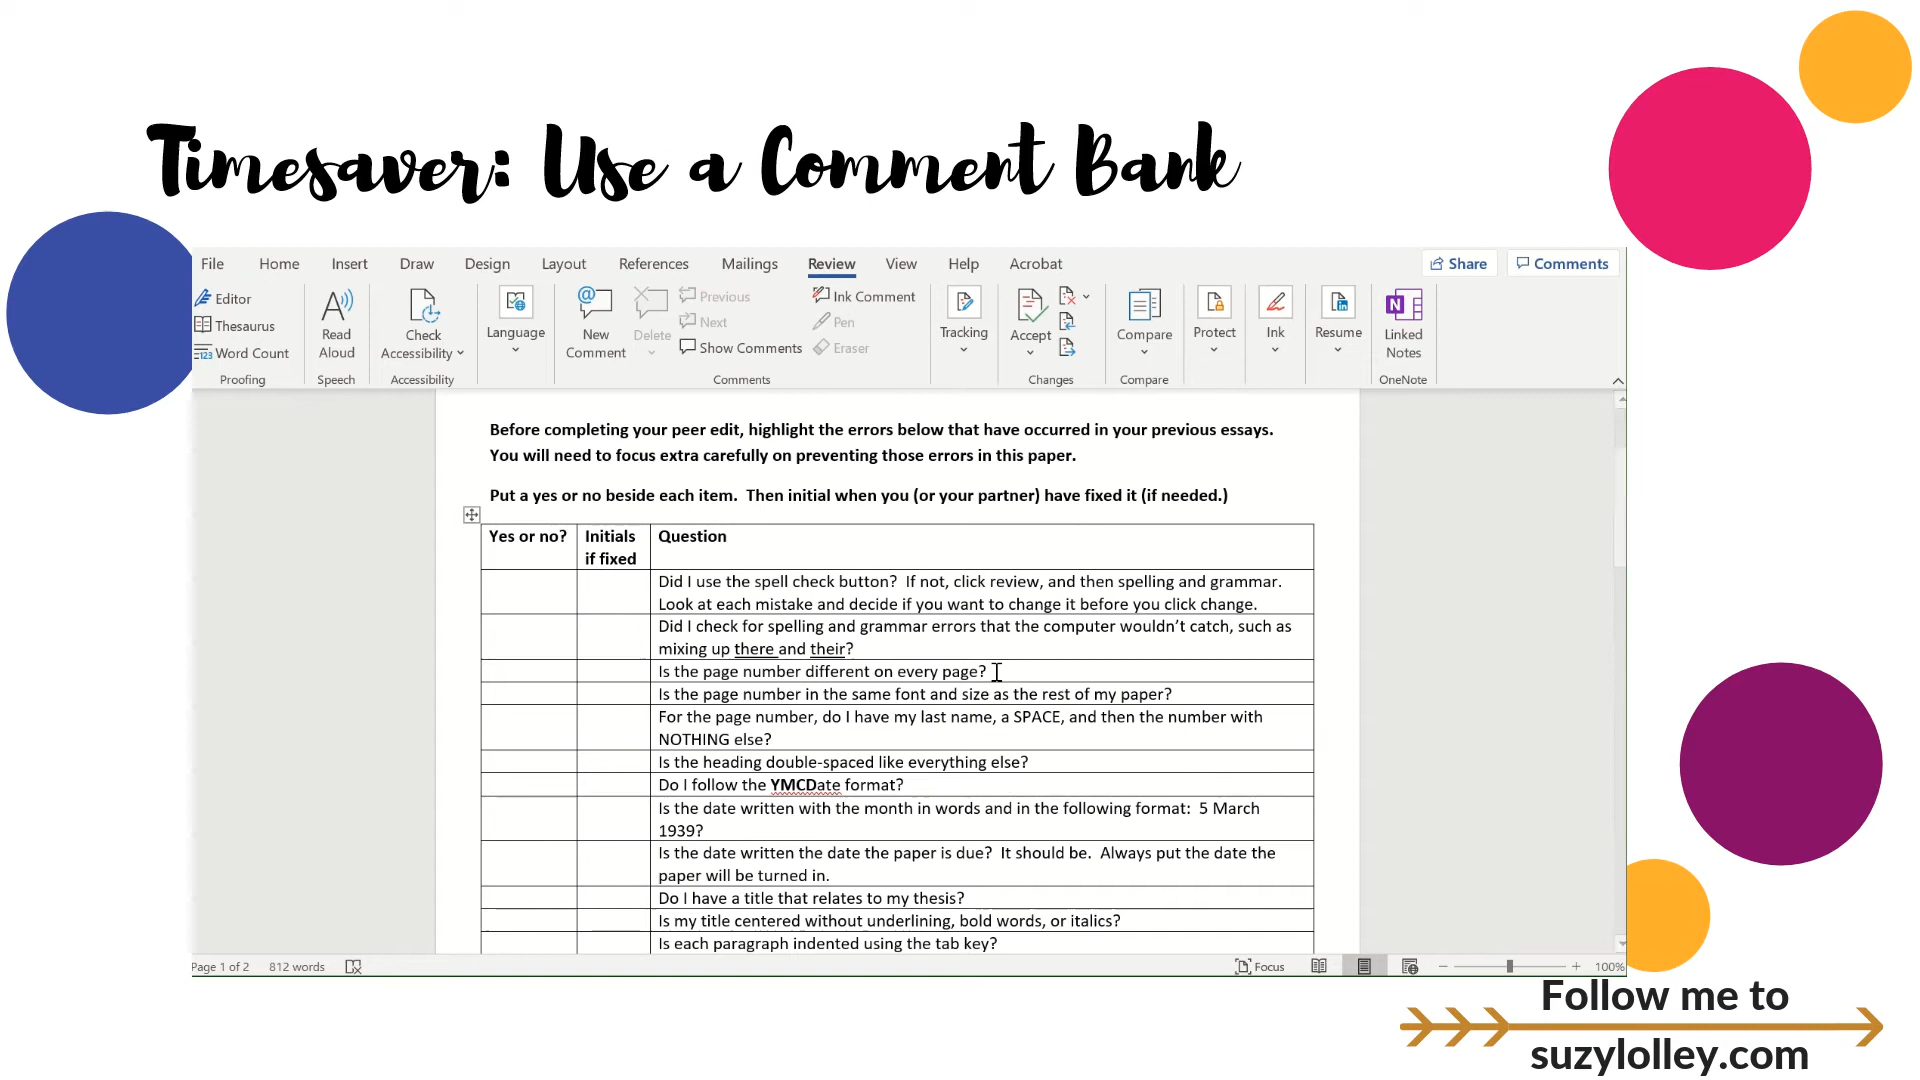 Timesaver: Use a Comment Bank
File Home Insert Draw Design Layout References Mailings Review View Help Acrobat Share Comments
Editor
Thesaurus
Word Count
Proofing
Read
Aloud
Speech
Check
Accessibility
Accessibility
Language
New
Comment
Delete
Previous
Next
Show Comments
Ink Comment
Pen
Eraser
Comments
Tracking
Accept
Changes
Compare
Compare
Protect
Ink
Resume
Linked
Notes
OneNote
Before completing your peer edit, highlight the errors below that have occurred in your previous essays.
You will need to focus extra carefully on preventing those errors in this paper.
Put a yes or no beside each item.  Then initial when you (or your partner) have fixed it (if needed.)
Yes or no?
Initials
if fixed
Question
Did I use the spell check button?  If not, click review, and then spelling and grammar.
Look at each mistake and decide if you want to change it before you click change.
Did I check for spelling and grammar errors that the computer wouldn't catch, such as
mixing up there and their?
Is the page number different on every page?
Is the page number in the same font and size as the rest of my paper?
For the page number, do I have my last name, a SPACE, and then the number with
NOTHING else?
Is the heading double-spaced like everything else?
Do I follow the YMCDate format?
Is the date written with the month in words and in the following format:  5 March
1939?
Is the date written the date the paper is due?  It should be.  Always put the date the
paper will be turned in.
Do I have a title that relates to my thesis?
Is my title centered without underlining, bold words, or italics?
Is each paragraph indented using the tab key?
Page 1 of 2 812 words Focus 100%
Follow me to
suzylolley.com